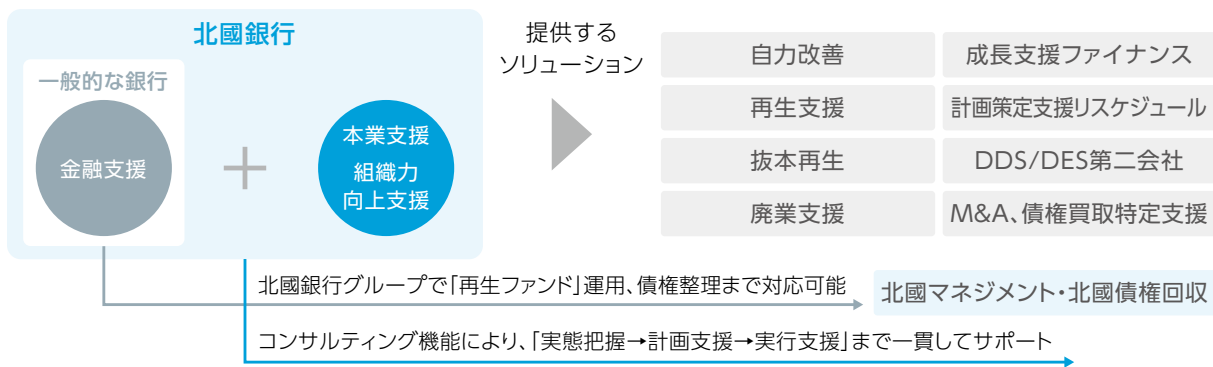 北國銀行
一般的な銀行
金融支援
本業支援
組織力
向上支援
提供する
ソリューション
自力改善
成長支援ファイナンス
再生支援
計画策定支援リスケジュール
抜本再生
DDS/DES第二会社
廃業支援
M&A、債権買取特定支援
北國銀行グループで「再生ファンド」運用、債権整理まで対応可能
北國マネジメント・北國債権回収
コンサルティング機能により、「実態把握→計画支援→実行支援」まで一貫してサポート